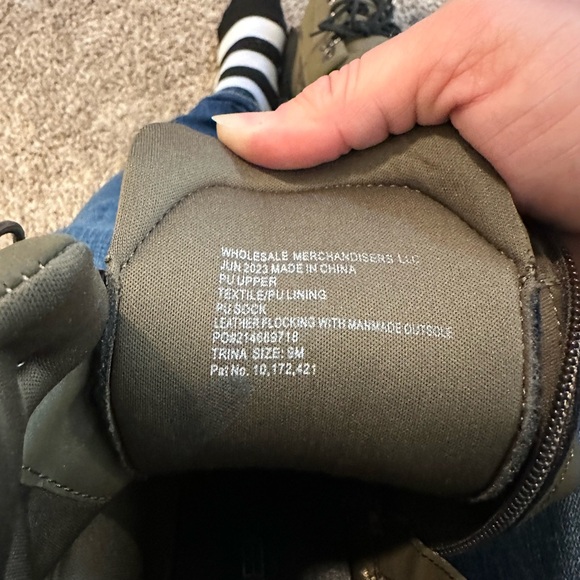 WHOLESALE MERCHANDISERS LLC
JUN 2023 MADE IN CHINA
PU UPPER
TEXTILE/PU LINING
PU SOCK
LEATHER FLOCKING WITH MANMADE OUTSOLE
PO#214689718
TRINA SIZE: 9M
Pat No. 10,172,421